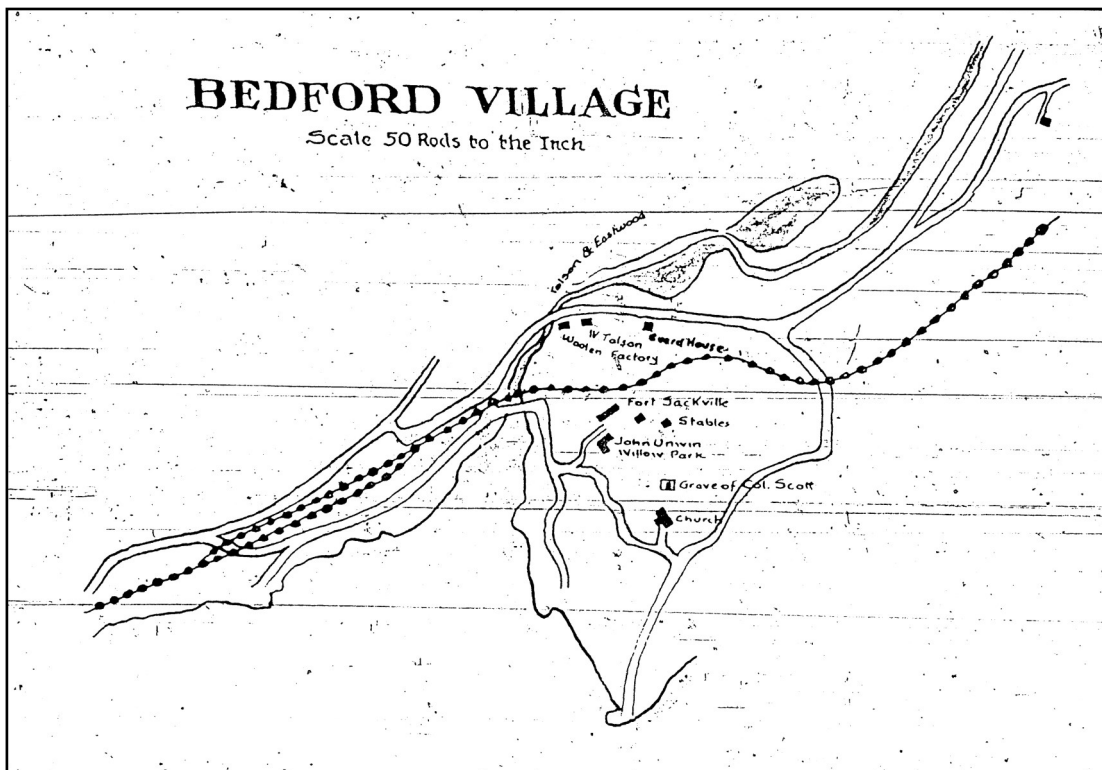 BEDFORD VILLAGE
Scale 50 Rods to the Inch
Tolson & Eastwood
W Tolson
Woolen Factory
Guard House
Fort Sackville
Stables
John Unwin
Willow Park
Grave of Col. Scott
Church